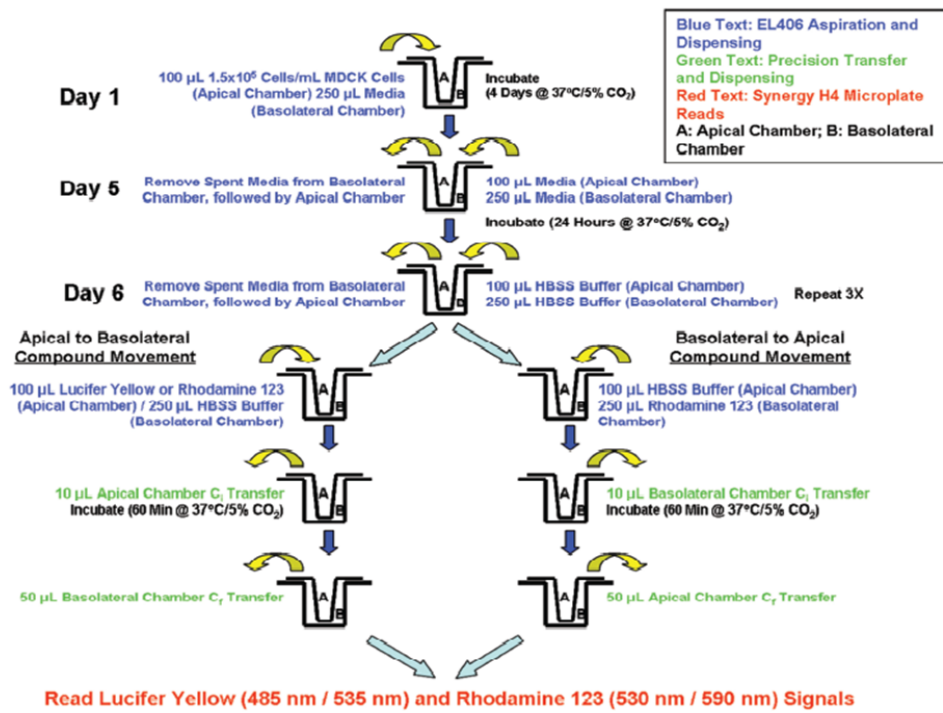 Blue Text: EL406 Aspiration and
Dispensing
Green Text: Precision Transfer
and Dispensing
Red Text: Synergy H4 Microplate
Reads
A: Apical Chamber; B: Basolateral
Chamber
Day 1
100 µL 1.5x10⁵ Cells/mL MDCK Cells
(Apical Chamber) 250 µL Media
(Basolateral Chamber)
A
B
Incubate
(4 Days @ 37°C/5% CO₂)
Day 5
Remove Spent Media from Basolateral
Chamber, followed by Apical Chamber
A
B
100 µL Media (Apical Chamber)
250 µL Media (Basolateral Chamber)
Incubate (24 Hours @ 37°C/5% CO₂)
Day 6
Remove Spent Media from Basolateral
Chamber, followed by Apical Chamber
A
B
100 µL HBSS Buffer (Apical Chamber)
250 µL HBSS Buffer (Basolateral Chamber)
Repeat 3X
Apical to Basolateral
Compound Movement
100 µL Lucifer Yellow or Rhodamine 123
(Apical Chamber) / 250 µL HBSS Buffer
(Basolateral Chamber)
A
B
10 µL Apical Chamber Cᵢ Transfer
Incubate (60 Min @ 37°C/5% CO₂)
A
B
50 µL Basolateral Chamber Cf Transfer
A
B
Basolateral to Apical
Compound Movement
A
B
100 µL HBSS Buffer (Apical Chamber)
250 µL Rhodamine 123 (Basolateral
Chamber)
A
B
10 µL Basolateral Chamber Cᵢ Transfer
Incubate (60 Min @ 37°C/5% CO₂)
A
B
50 µL Apical Chamber Cf Transfer
Read Lucifer Yellow (485 nm / 535 nm) and Rhodamine 123 (530 nm / 590 nm) Signals